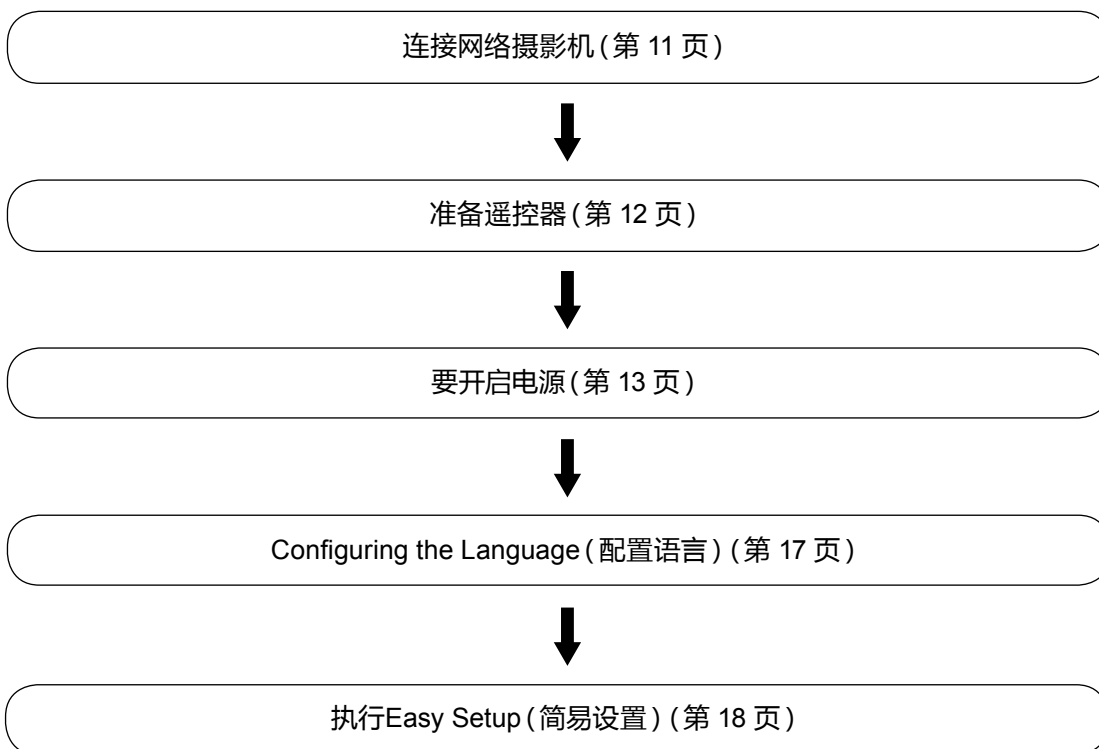 连接网络摄影机(第 11 页)
准备遥控器(第 12 页)
要开启电源(第 13 页)
Configuring the Language(配置语言)(第 17 页)
执行Easy Setup(简易设置)(第 18 页)